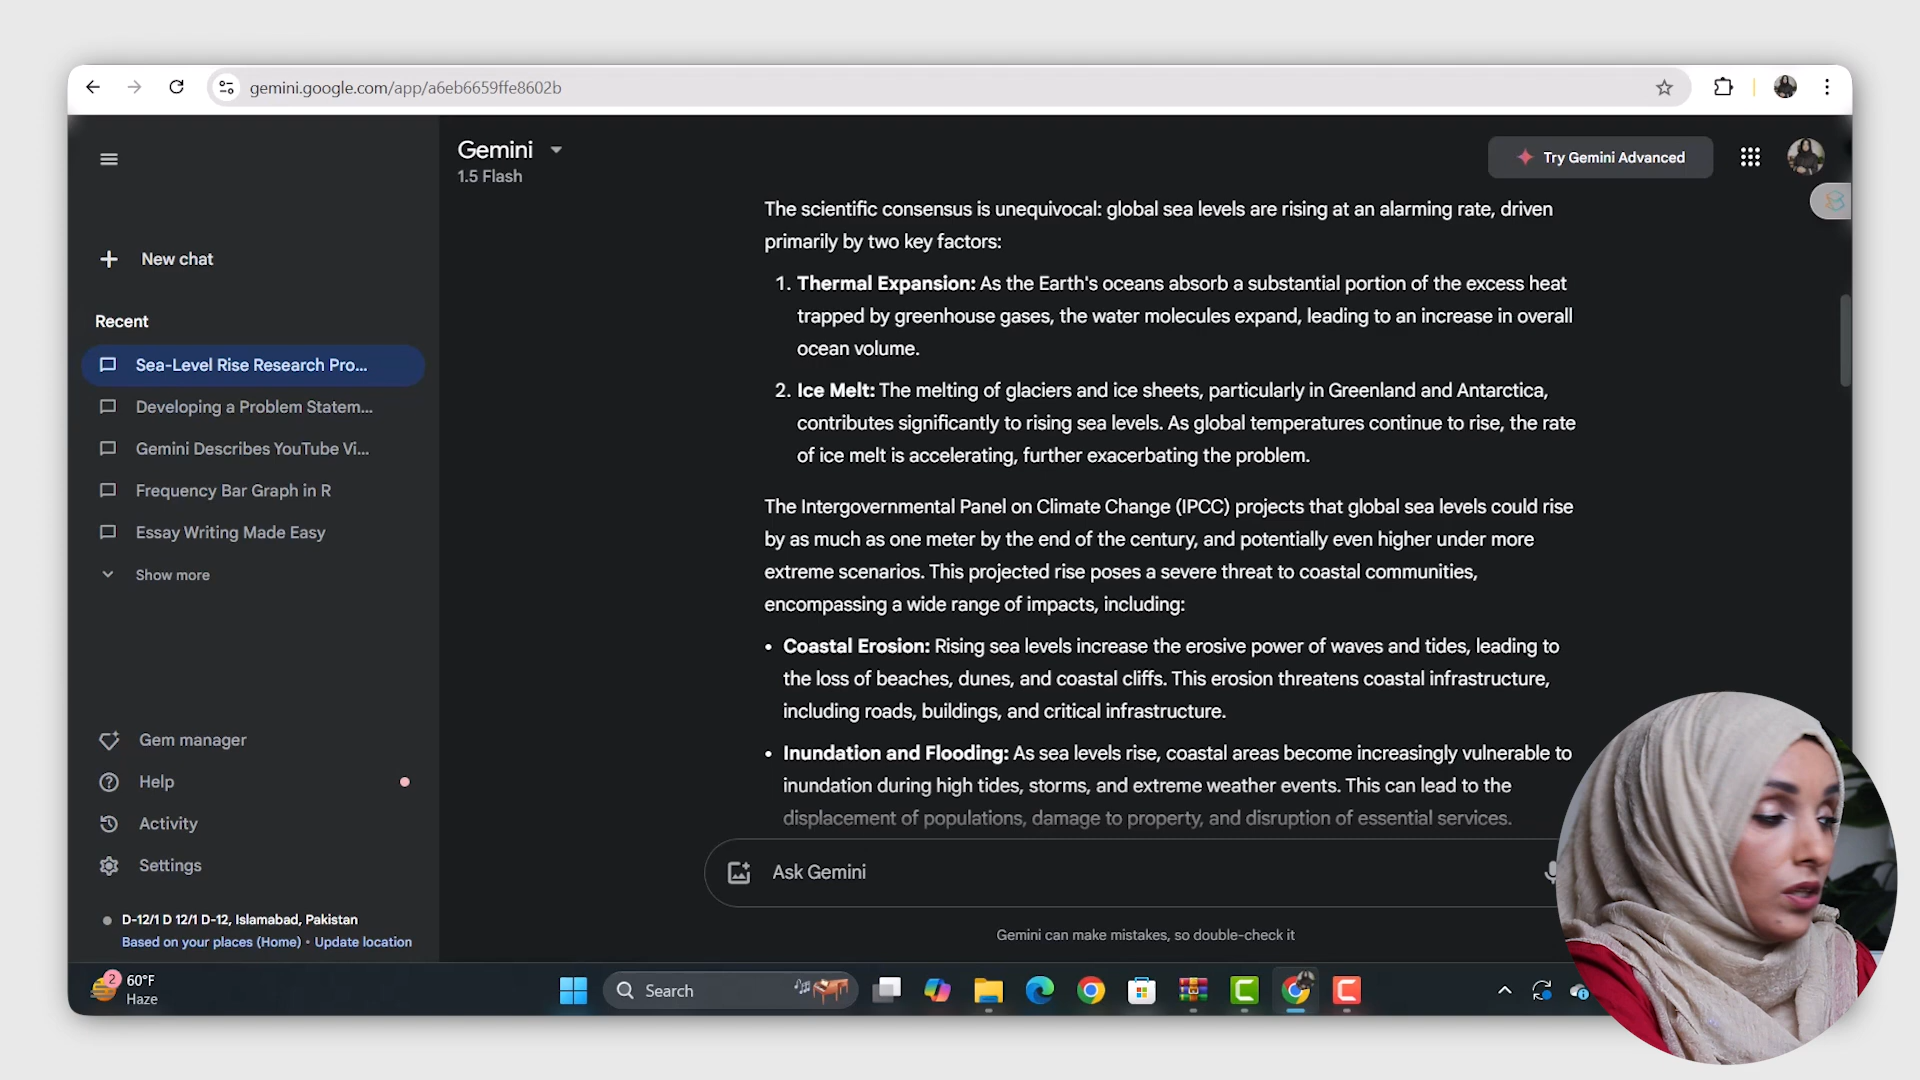 gemini.google.com/app/a6eb6659ffe8602b
Gemini
1.5 Flash
Try Gemini Advanced
New chat
Recent
Sea-Level Rise Research Pro...
Developing a Problem Statem...
Gemini Describes YouTube Vi...
Frequency Bar Graph in R
Essay Writing Made Easy
Show more
Gem manager
Help
Activity
Settings
D-12/1 D 12/1 D-12, Islamabad, Pakistan
Based on your places (Home) • Update location
The scientific consensus is unequivocal: global sea levels are rising at an alarming rate, driven
primarily by two key factors:
1. Thermal Expansion: As the Earth's oceans absorb a substantial portion of the excess heat
trapped by greenhouse gases, the water molecules expand, leading to an increase in overall
ocean volume.
2. Ice Melt: The melting of glaciers and ice sheets, particularly in Greenland and Antarctica,
contributes significantly to rising sea levels. As global temperatures continue to rise, the rate
of ice melt is accelerating, further exacerbating the problem.
The Intergovernmental Panel on Climate Change (IPCC) projects that global sea levels could rise
by as much as one meter by the end of the century, and potentially even higher under more
extreme scenarios. This projected rise poses a severe threat to coastal communities,
encompassing a wide range of impacts, including:
• Coastal Erosion: Rising sea levels increase the erosive power of waves and tides, leading to
the loss of beaches, dunes, and coastal cliffs. This erosion threatens coastal infrastructure,
including roads, buildings, and critical infrastructure.
• Inundation and Flooding: As sea levels rise, coastal areas become increasingly vulnerable to
inundation during high tides, storms, and extreme weather events. This can lead to the
displacement of populations, damage to property, and disruption of essential services.
Ask Gemini
Gemini can make mistakes, so double-check it
2
60°F
Haze
Search